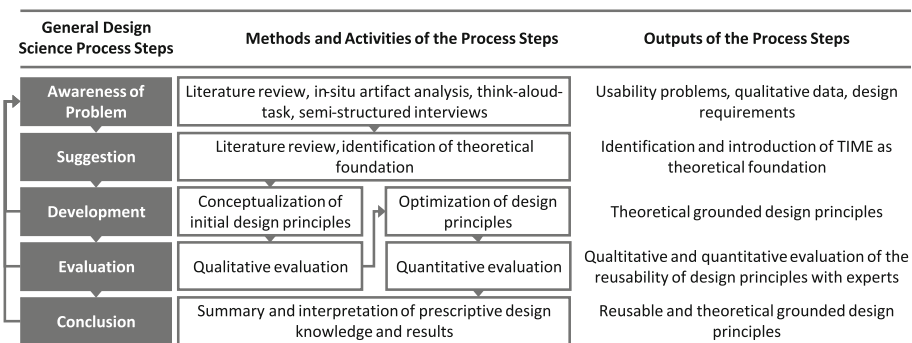 General Design
Science Process Steps
Methods and Activities of the Process Steps
Outputs of the Process Steps
Awareness of
Problem
Literature review, in-situ artifact analysis, think-aloud-
task, semi-structured interviews
Usability problems, qualitative data, design
requirements
Suggestion
Literature review, identification of theoretical
foundation
Identification and introduction of TIME as
theoretical foundation
Development
Conceptualization of
initial design principles
Optimization of design
principles
Theoretical grounded design principles
Evaluation
Qualitative evaluation
Quantitative evaluation
Qualtitative and quantitative evaluation of the
reusability of design principles with experts
Conclusion
Summary and interpretation of prescriptive design
knowledge and results
Reusable and theoretical grounded design
principles